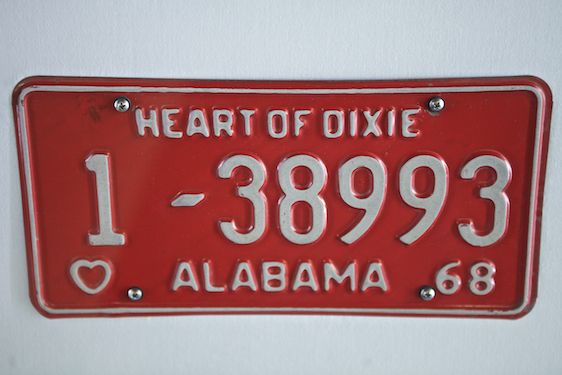 HEART OF DIXIE
1-38993
ALABAMA 68